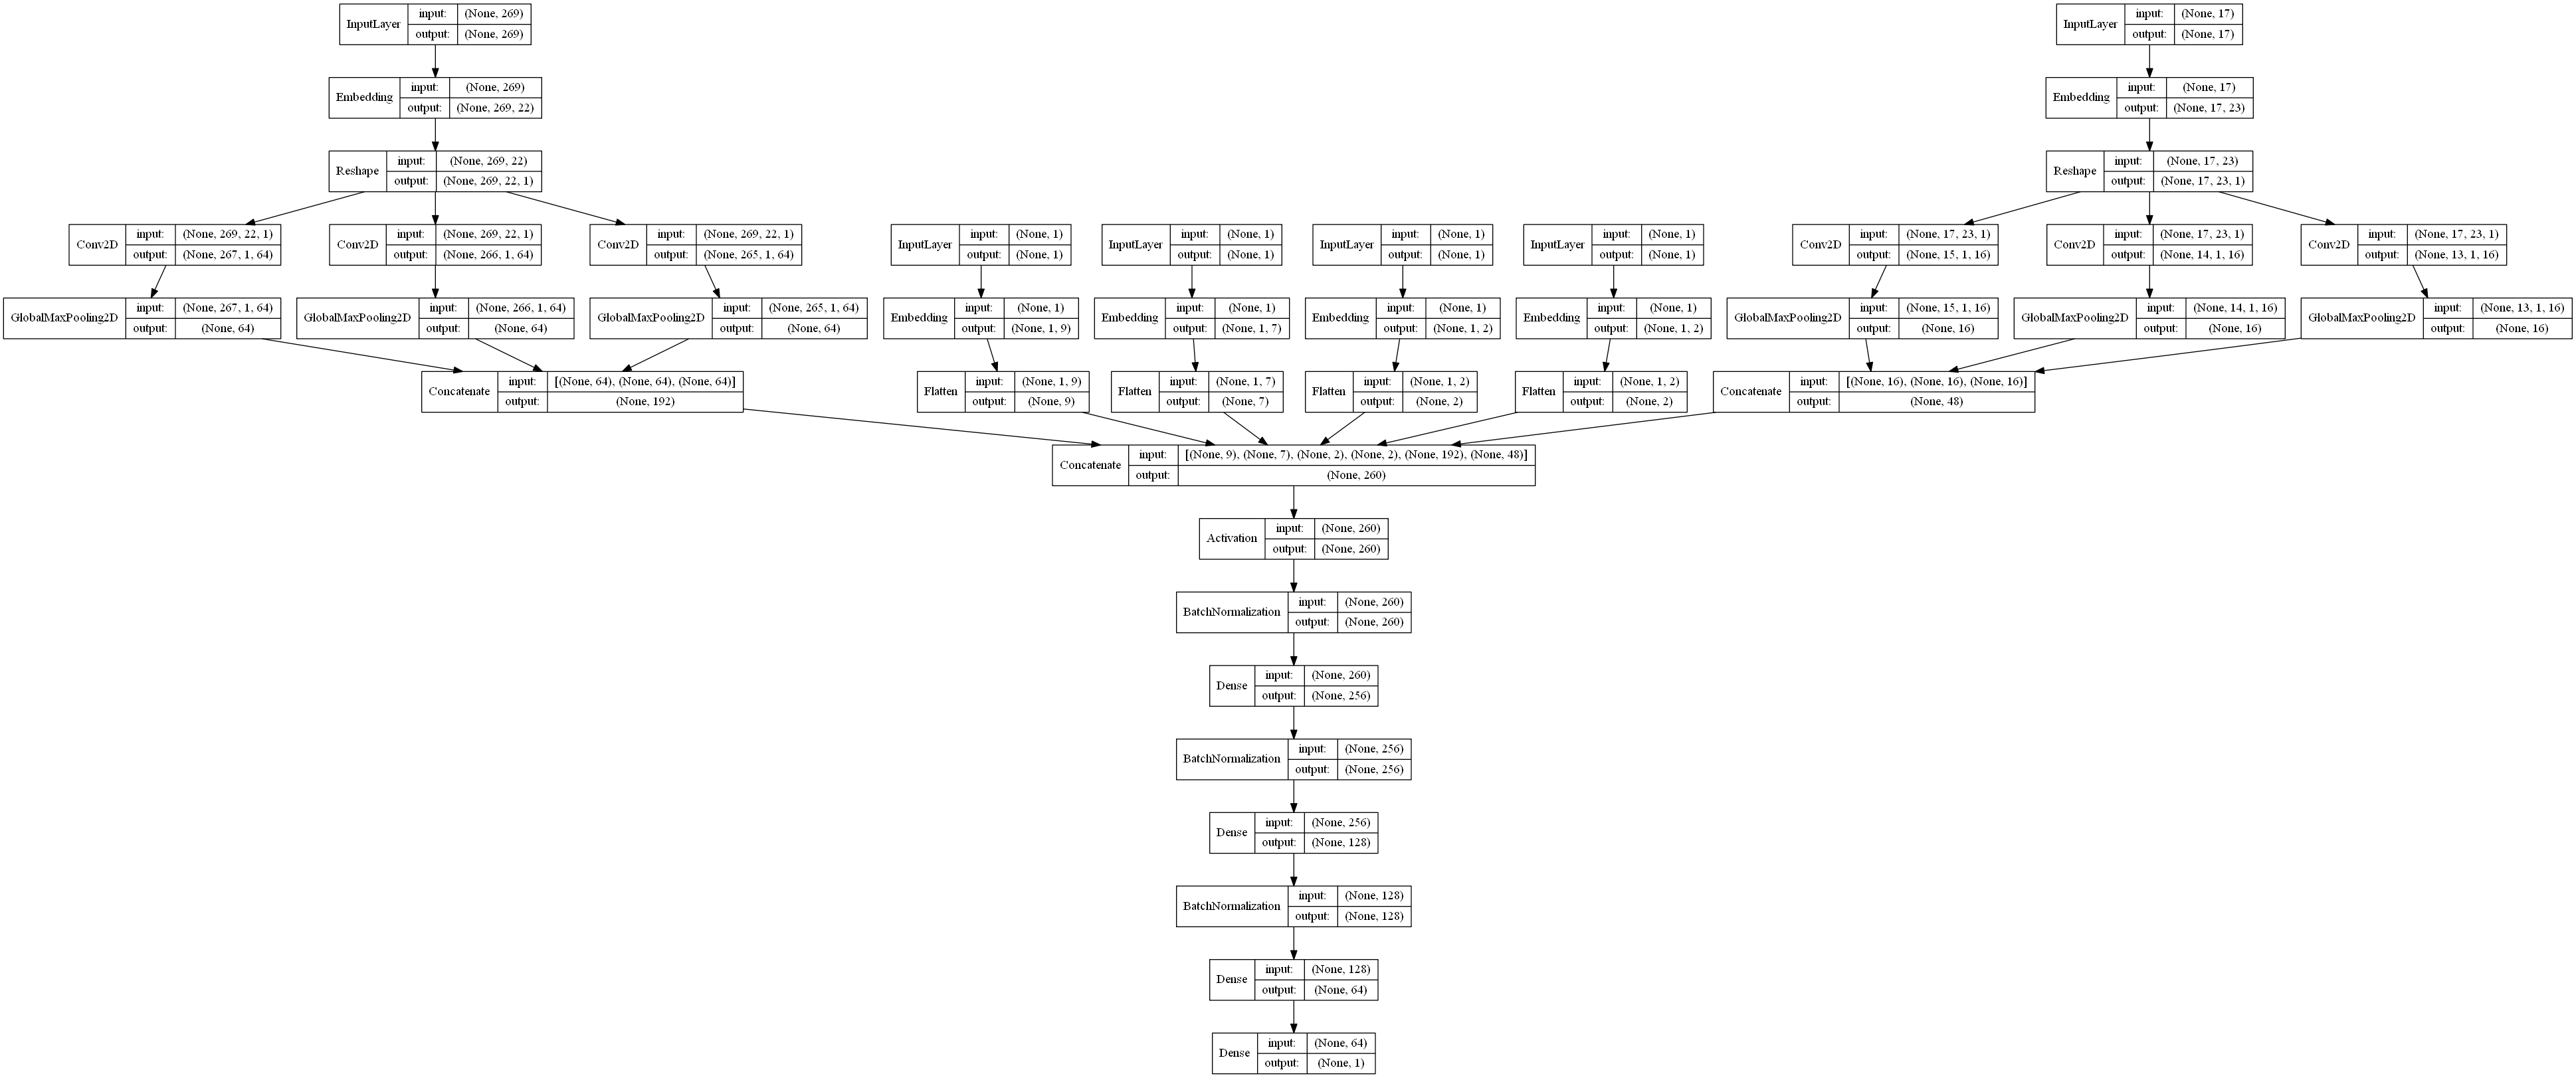 InputLayer input: (None, 269)
output: (None, 269)
InputLayer input: (None, 17)
output: (None, 17)
Embedding input: (None, 269)
output: (None, 269, 22)
Embedding input: (None, 17)
output: (None, 17, 23)
Reshape input: (None, 269, 22)
output: (None, 269, 22, 1)
Reshape input: (None, 17, 23)
output: (None, 17, 23, 1)
Conv2D input: (None, 269, 22, 1)
output: (None, 267, 1, 64)
Conv2D input: (None, 269, 22, 1)
output: (None, 266, 1, 64)
Conv2D input: (None, 269, 22, 1)
output: (None, 265, 1, 64)
InputLayer input: (None, 1)
output: (None, 1)
InputLayer input: (None, 1)
output: (None, 1)
InputLayer input: (None, 1)
output: (None, 1)
InputLayer input: (None, 1)
output: (None, 1)
Conv2D input: (None, 17, 23, 1)
output: (None, 15, 1, 16)
Conv2D input: (None, 17, 23, 1)
output: (None, 14, 1, 16)
Conv2D input: (None, 17, 23, 1)
output: (None, 13, 1, 16)
GlobalMaxPooling2D input: (None, 267, 1, 64)
output: (None, 64)
GlobalMaxPooling2D input: (None, 266, 1, 64)
output: (None, 64)
GlobalMaxPooling2D input: (None, 265, 1, 64)
output: (None, 64)
Embedding input: (None, 1)
output: (None, 1, 9)
Embedding input: (None, 1)
output: (None, 1, 7)
Embedding input: (None, 1)
output: (None, 1, 2)
Embedding input: (None, 1)
output: (None, 1, 2)
GlobalMaxPooling2D input: (None, 15, 1, 16)
output: (None, 16)
GlobalMaxPooling2D input: (None, 14, 1, 16)
output: (None, 16)
GlobalMaxPooling2D input: (None, 13, 1, 16)
output: (None, 16)
Concatenate input: [(None, 64), (None, 64), (None, 64)]
output: (None, 192)
Flatten input: (None, 1, 9)
output: (None, 9)
Flatten input: (None, 1, 7)
output: (None, 7)
Flatten input: (None, 1, 2)
output: (None, 2)
Flatten input: (None, 1, 2)
output: (None, 2)
Concatenate input: [(None, 16), (None, 16), (None, 16)]
output: (None, 48)
Concatenate input: [(None, 9), (None, 7), (None, 2), (None, 2), (None, 192), (None, 48)]
output: (None, 260)
Activation input: (None, 260)
output: (None, 260)
BatchNormalization input: (None, 260)
output: (None, 260)
Dense input: (None, 260)
output: (None, 256)
BatchNormalization input: (None, 256)
output: (None, 256)
Dense input: (None, 256)
output: (None, 128)
BatchNormalization input: (None, 128)
output: (None, 128)
Dense input: (None, 128)
output: (None, 64)
Dense input: (None, 64)
output: (None, 1)